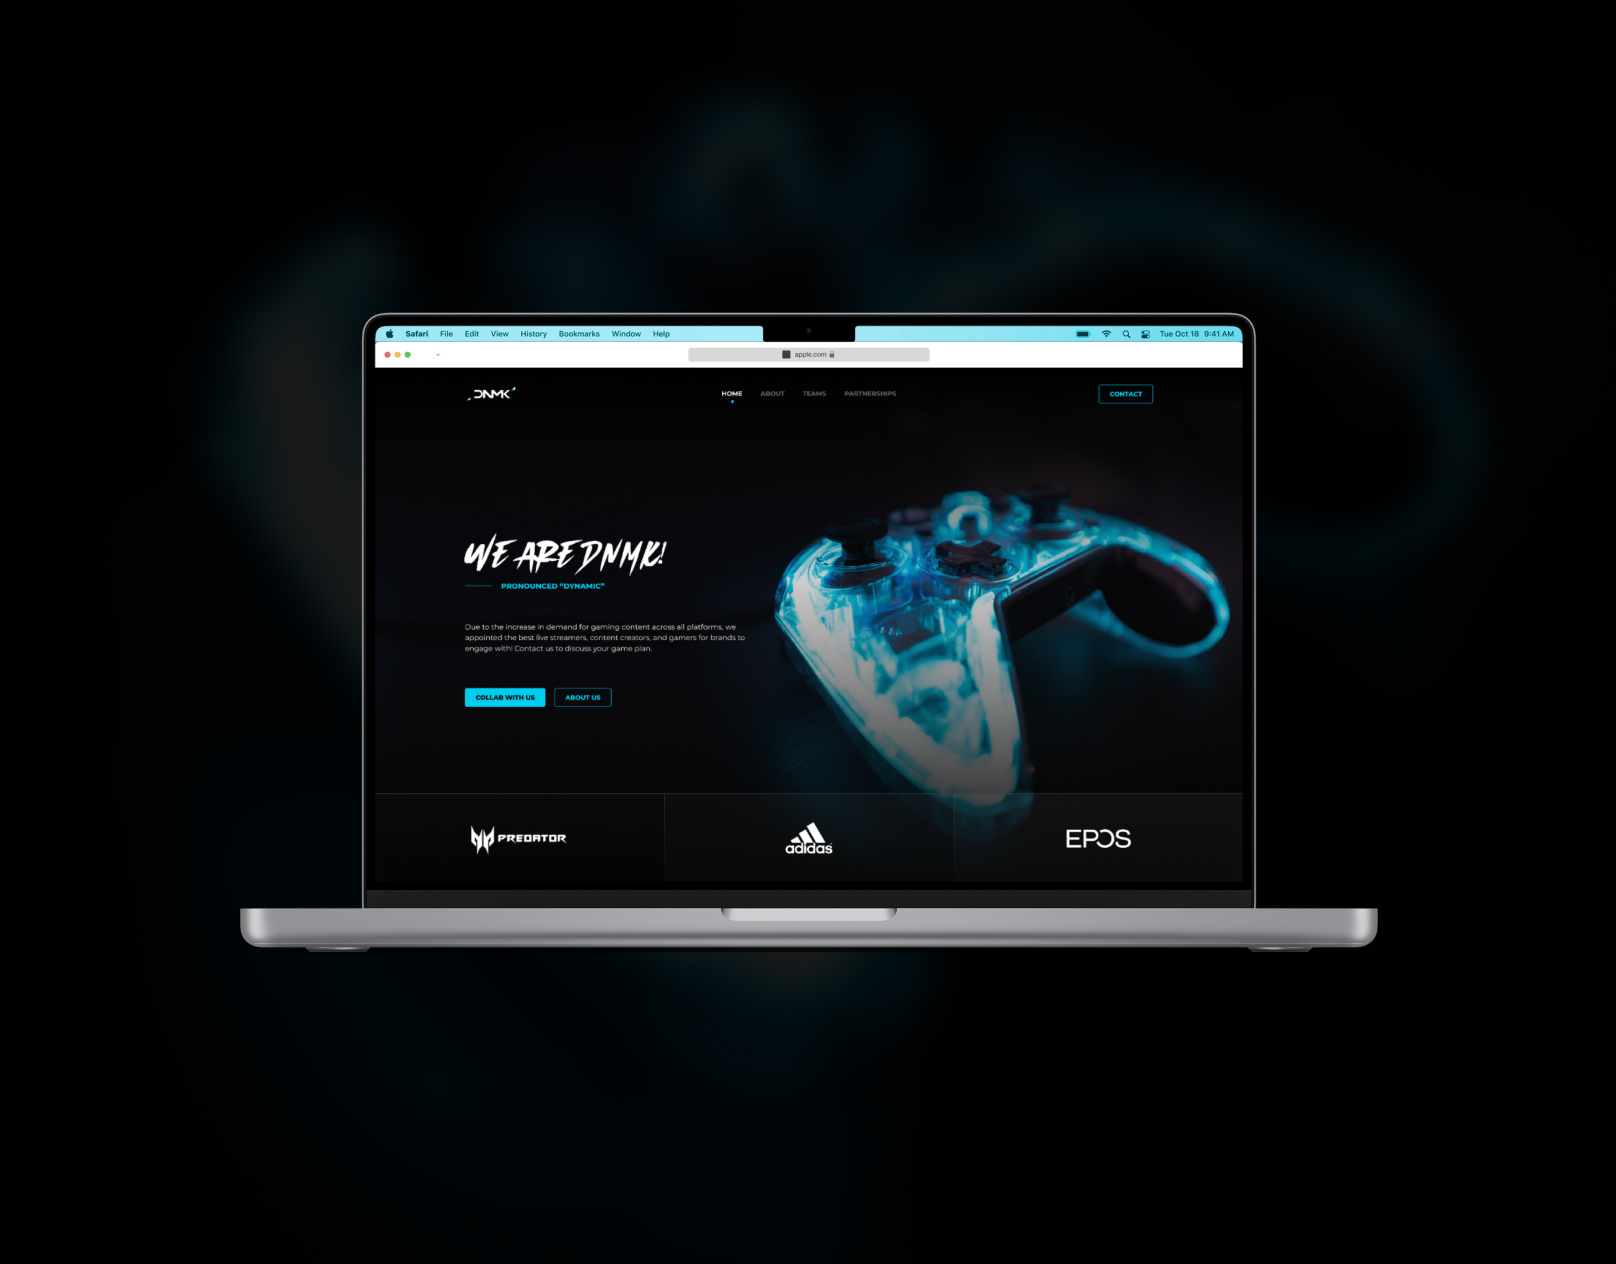 Safari File Edit View History Bookmarks Window Help
Tue Oct 18 9:41 AM
apple.com
DNMK
HOME ABOUT TEAMS PARTNERSHIPS
CONTACT
WE ARE DNMK!
PRONOUNCED "DYNAMIC"
Due to the increase in demand for gaming content across all platforms, we
appointed the best live streamers, content creators, and gamers for brands to
engage with! Contact us to discuss your game plan.
COLLAB WITH US ABOUT US
PREDATOR
adidas
EPOS